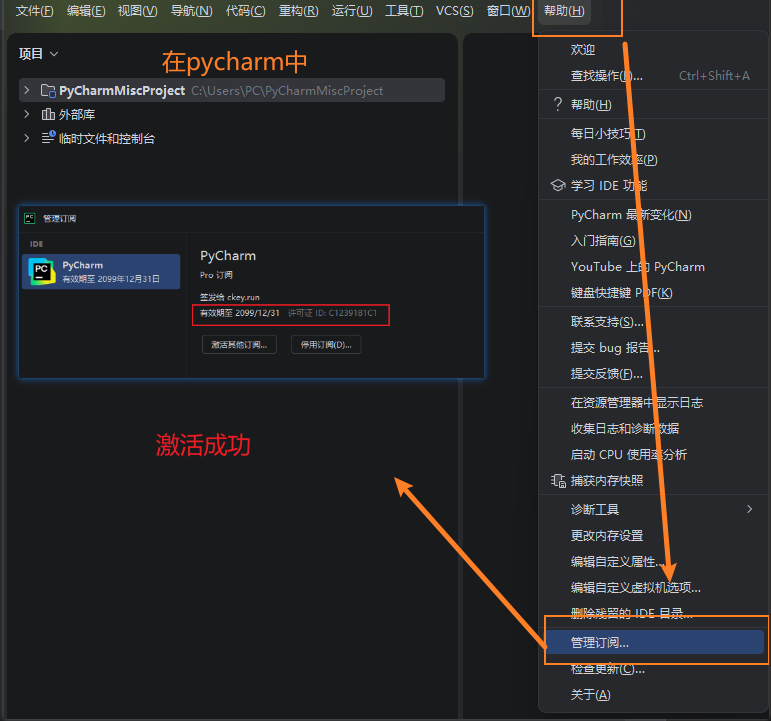 文件(F) 编辑(E) 视图(V) 导航(N) 代码(C) 重构(R) 运行(U) 工具(T) VCS(S) 窗口(W) 帮助(H)
项目
在pycharm中
PyCharmMiscProject C:\Users\PC\PyCharmMiscProject
外部库
临时文件和控制台
管理订阅
IDE
PyCharm
有效期至 2099年12月31日
PyCharm
Pro 订阅
签发给 ckey.run
有效期至 2099/12/31 许可证 ID: C1239181C1
激活其他订阅... 停用订阅(D)...
激活成功
欢迎
查找操作(F)... Ctrl+Shift+A
帮助(H)
每日小技巧(T)
我的工作效率(P)
学习 IDE 功能
PyCharm 最新变化(N)
入门指南(G)
YouTube 上的 PyCharm
键盘快捷键 PDF(K)
联系支持(S)...
提交 bug 报告...
提交反馈(F)...
在资源管理器中显示日志
收集日志和诊断数据
启动 CPU 使用率分析
捕获内存快照
诊断工具
更改内存设置
编辑自定义属性...
编辑自定义虚拟机选项...
删除残留的 IDE 目录...
管理订阅...
检查更新(C)...
关于(A)